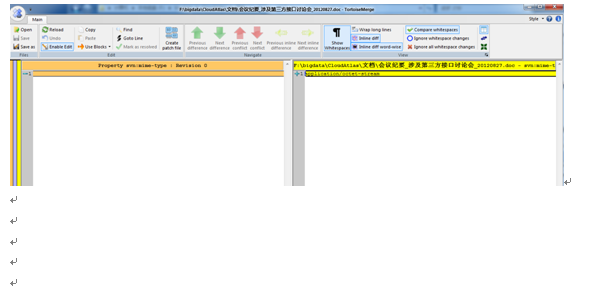 F:\bigdata\CloudAtlas\文档\会议纪要_涉及第三方接口讨论会_20120827.doc - TortoiseMerge
Main
Style
Open
Save
Save as
Reload
Undo
Enable Edit
Copy
Paste
Use Blocks
Find
Goto Line
Mark as resolved
Create patch file
Previous difference
Next difference
Previous conflict
Next conflict
Previous inline difference
Next inline difference
Show Whitespaces
Wrap long lines
Inline diff
Inline diff word-wise
Compare whitespaces
Ignore whitespace changes
Ignore all whitespace changes
Edit
Navigate
View
Property svn:mime-type : Revision 0
F:\bigdata\CloudAtlas\文档\会议纪要_涉及第三方接口讨论会_20120827.doc - svn:mime-t
1
1 application/octet-stream